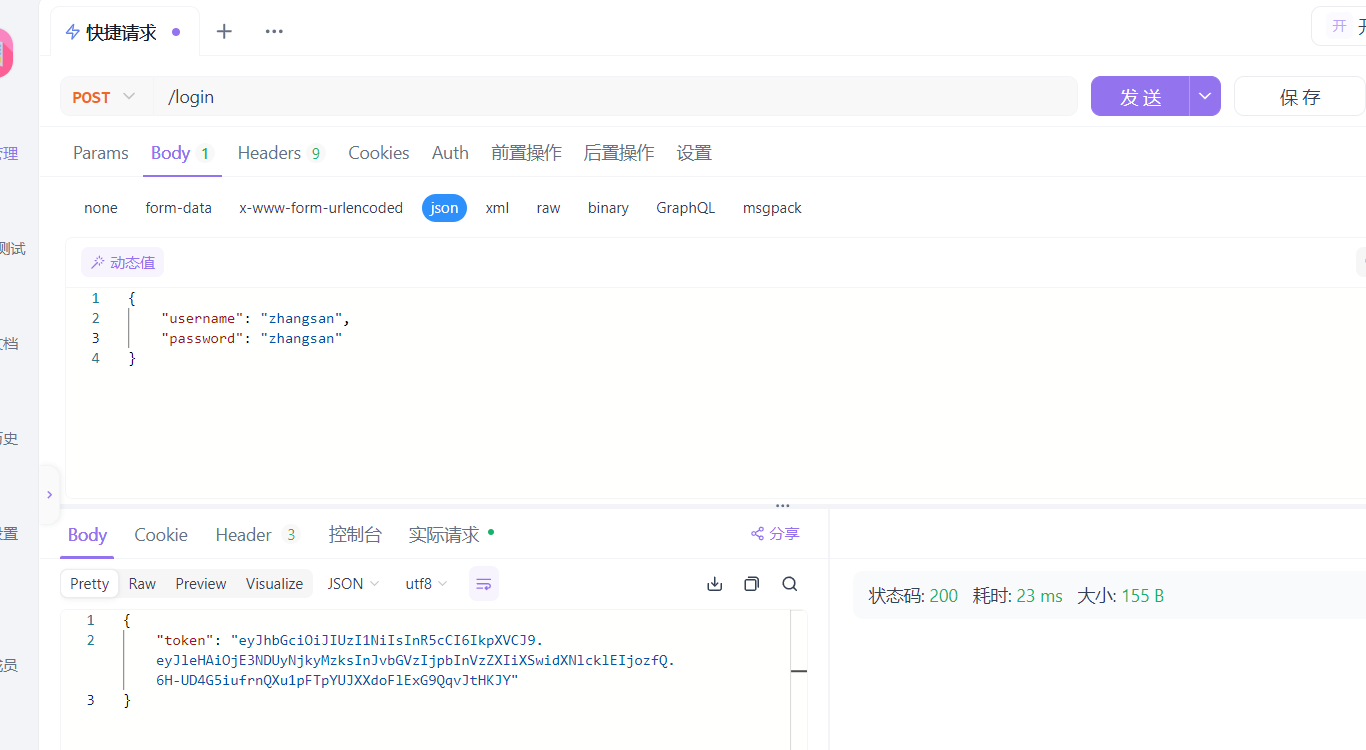 快捷请求
开
POST /login 发送 保存
管理
Params Body 1 Headers 9 Cookies Auth 前置操作 后置操作 设置
none form-data x-www-form-urlencoded json xml raw binary GraphQL msgpack
测试
动态值
1 {
2 "username": "zhangsan",
3 "password": "zhangsan"
4 }
文档
历史
设置
Body Cookie Header 3 控制台 实际请求 分享
Pretty Raw Preview Visualize JSON utf8
状态码: 200 耗时: 23 ms 大小: 155 B
1 {
2 "token": "eyJhbGciOiJIUzI1NiIsInR5cCI6IkpXVCJ9.
eyJleHAiOjE3NDUyNjkyMzksInJvbGVzIjpbInVzZXIiXSwidXNlcklEIjozfQ.
6H-UD4G5iufrnQXu1pFTpYUJXXdoFlExG9QqvJtHKJY"
3 }